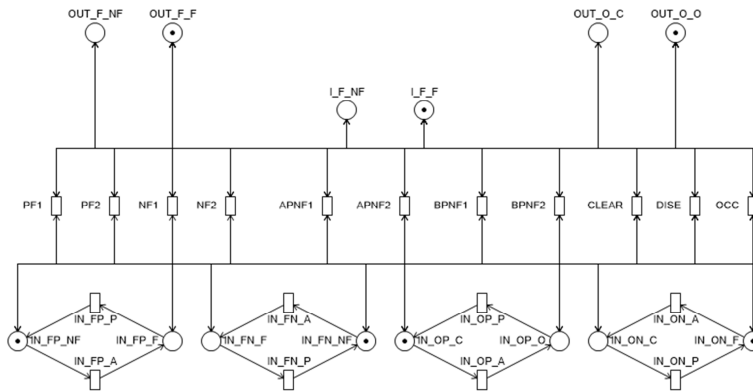 OUT_F_NF OUT_F_F OUT_O_C OUT_O_O
I_F_NF I_F_F
PF1 PF2 NF1 NF2 APNF1 APNF2 BPNF1 BPNF2 CLEAR DISE OCC
IN_FP_P IN_FN_A IN_OP_P IN_ON_A
IN_FP_NF IN_FP_F IN_FN_F IN_FN_NF IN_OP_C IN_OP_O IN_ON_C IN_ON_F
IN_FP_A IN_FN_P IN_OP_A IN_ON_P